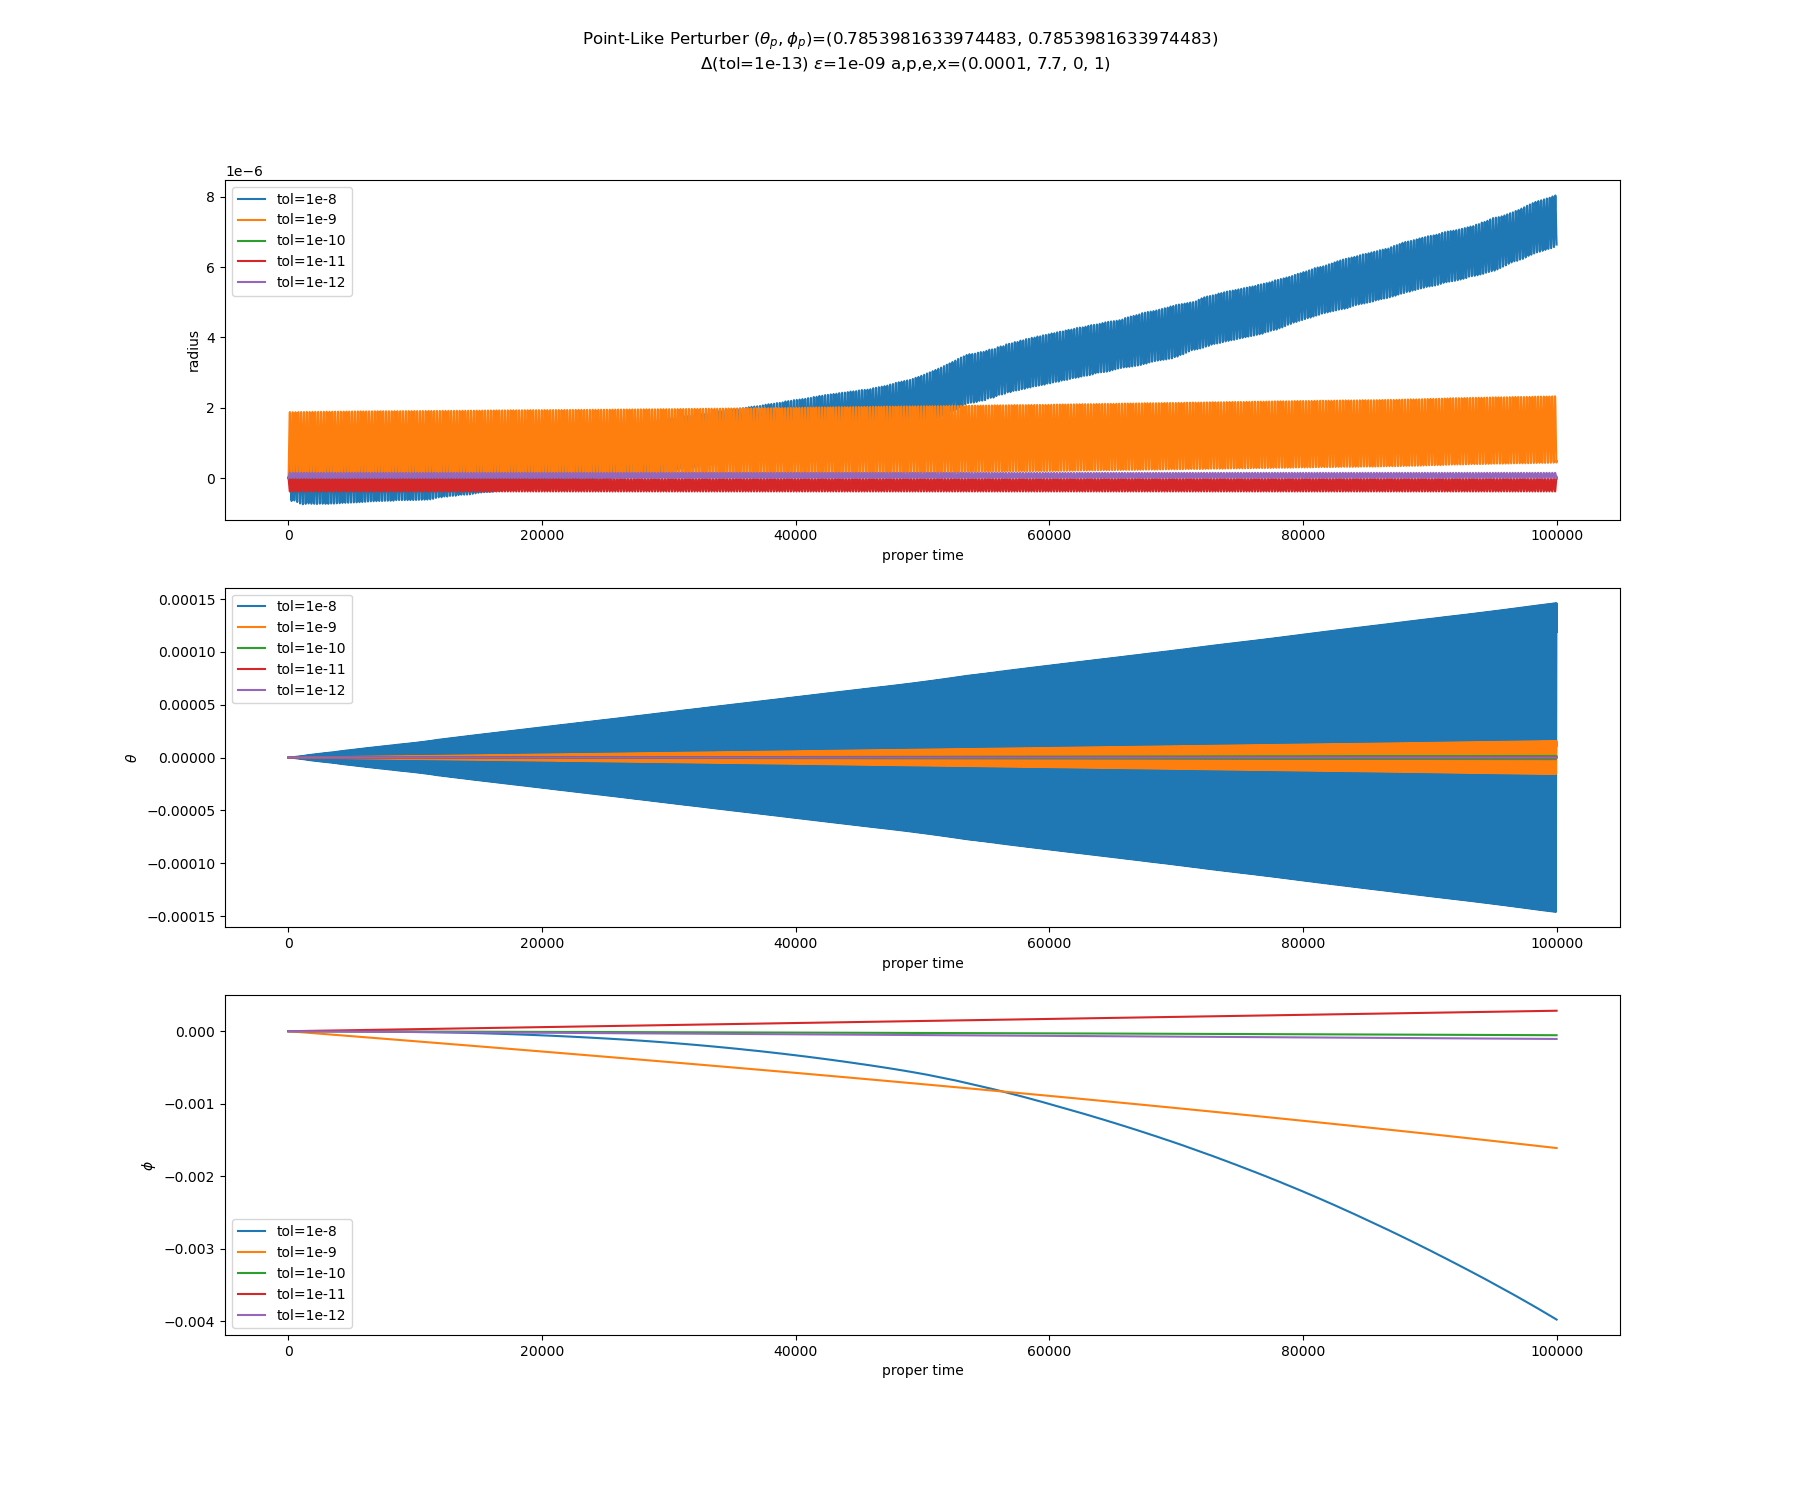 Point-Like Perturber (θp, ϕp)=(0.7853981633974483, 0.7853981633974483)
Δ(tol=1e-13) ε=1e-09 a,p,e,x=(0.0001, 7.7, 0, 1)
1e−6
8
6
4
2
0
radius
tol=1e-8
tol=1e-9
tol=1e-10
tol=1e-11
tol=1e-12
0 20000 40000 60000 80000 100000
proper time
0.00015
0.00010
0.00005
0.00000
−0.00005
−0.00010
−0.00015
θ
tol=1e-8
tol=1e-9
tol=1e-10
tol=1e-11
tol=1e-12
0 20000 40000 60000 80000 100000
proper time
0.000
−0.001
−0.002
−0.003
−0.004
ϕ
tol=1e-8
tol=1e-9
tol=1e-10
tol=1e-11
tol=1e-12
0 20000 40000 60000 80000 100000
proper time